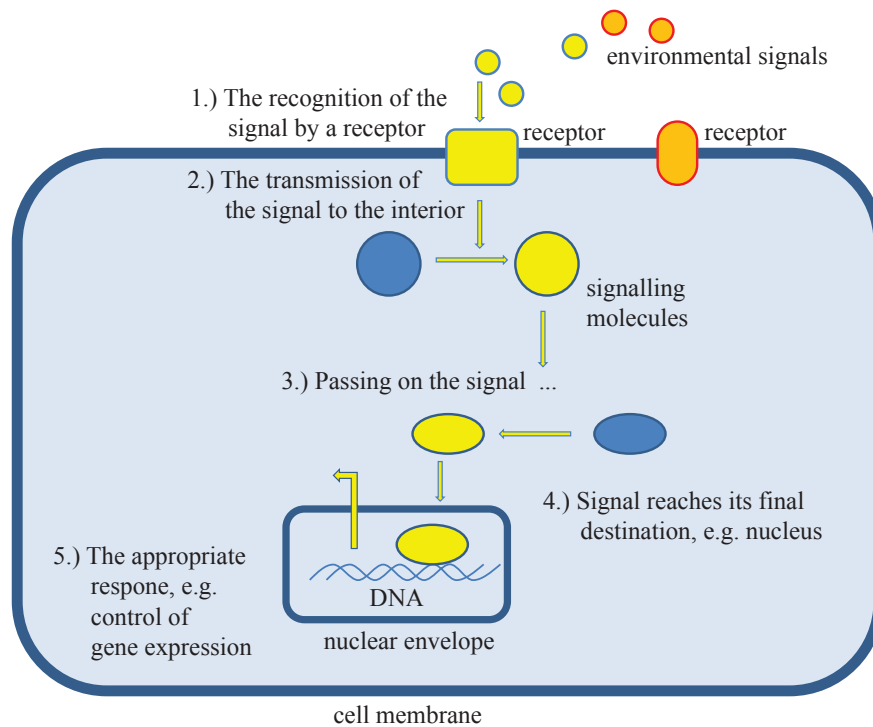 environmental signals
1.) The recognition of the
signal by a receptor
receptor
receptor
2.) The transmission of
the signal to the interior
signalling
molecules
3.) Passing on the signal ...
4.) Signal reaches its final
destination, e.g. nucleus
5.) The appropriate
respone, e.g.
control of
gene expression
DNA
nuclear envelope
cell membrane